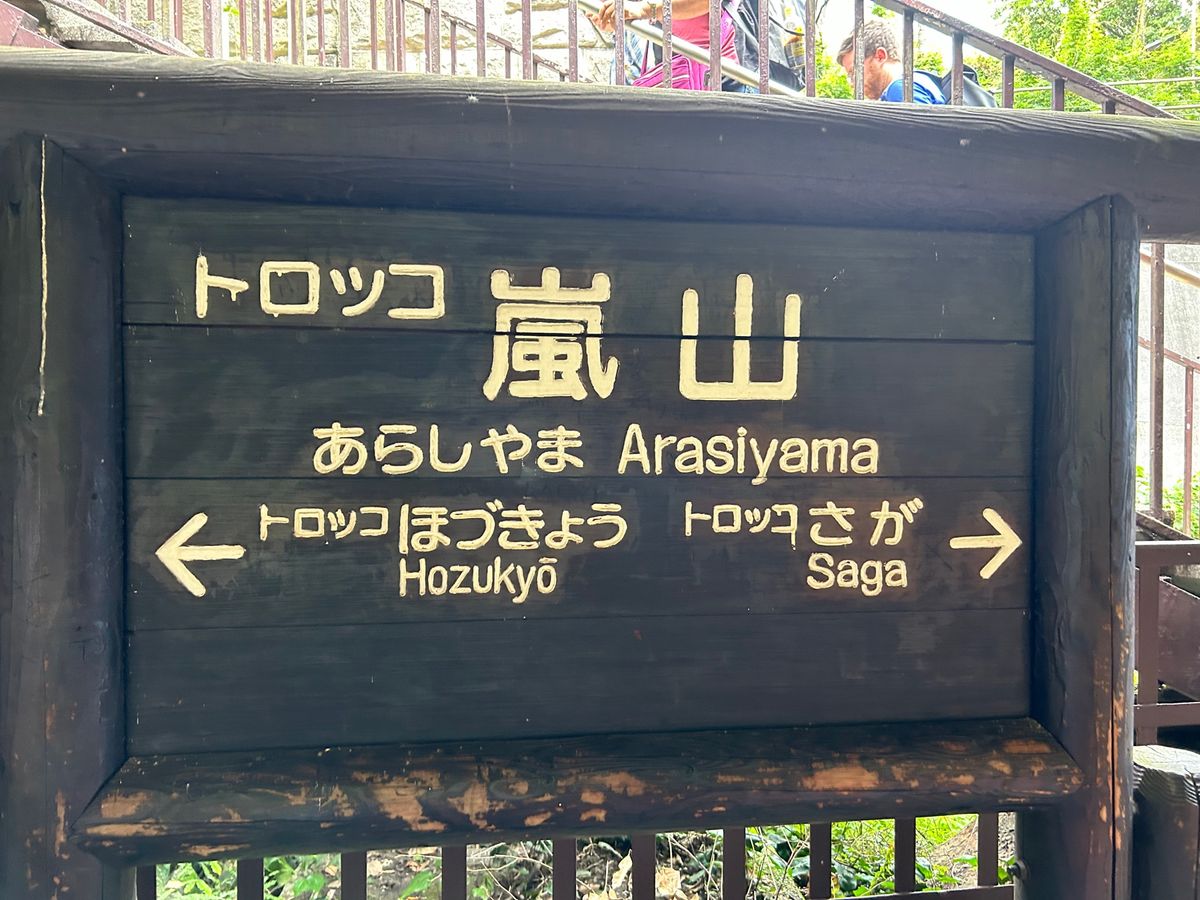 トロッコ 嵐山
あらしやま Arasiyama
← トロッコほづきょう トロッコさが →
Hozukyō Saga